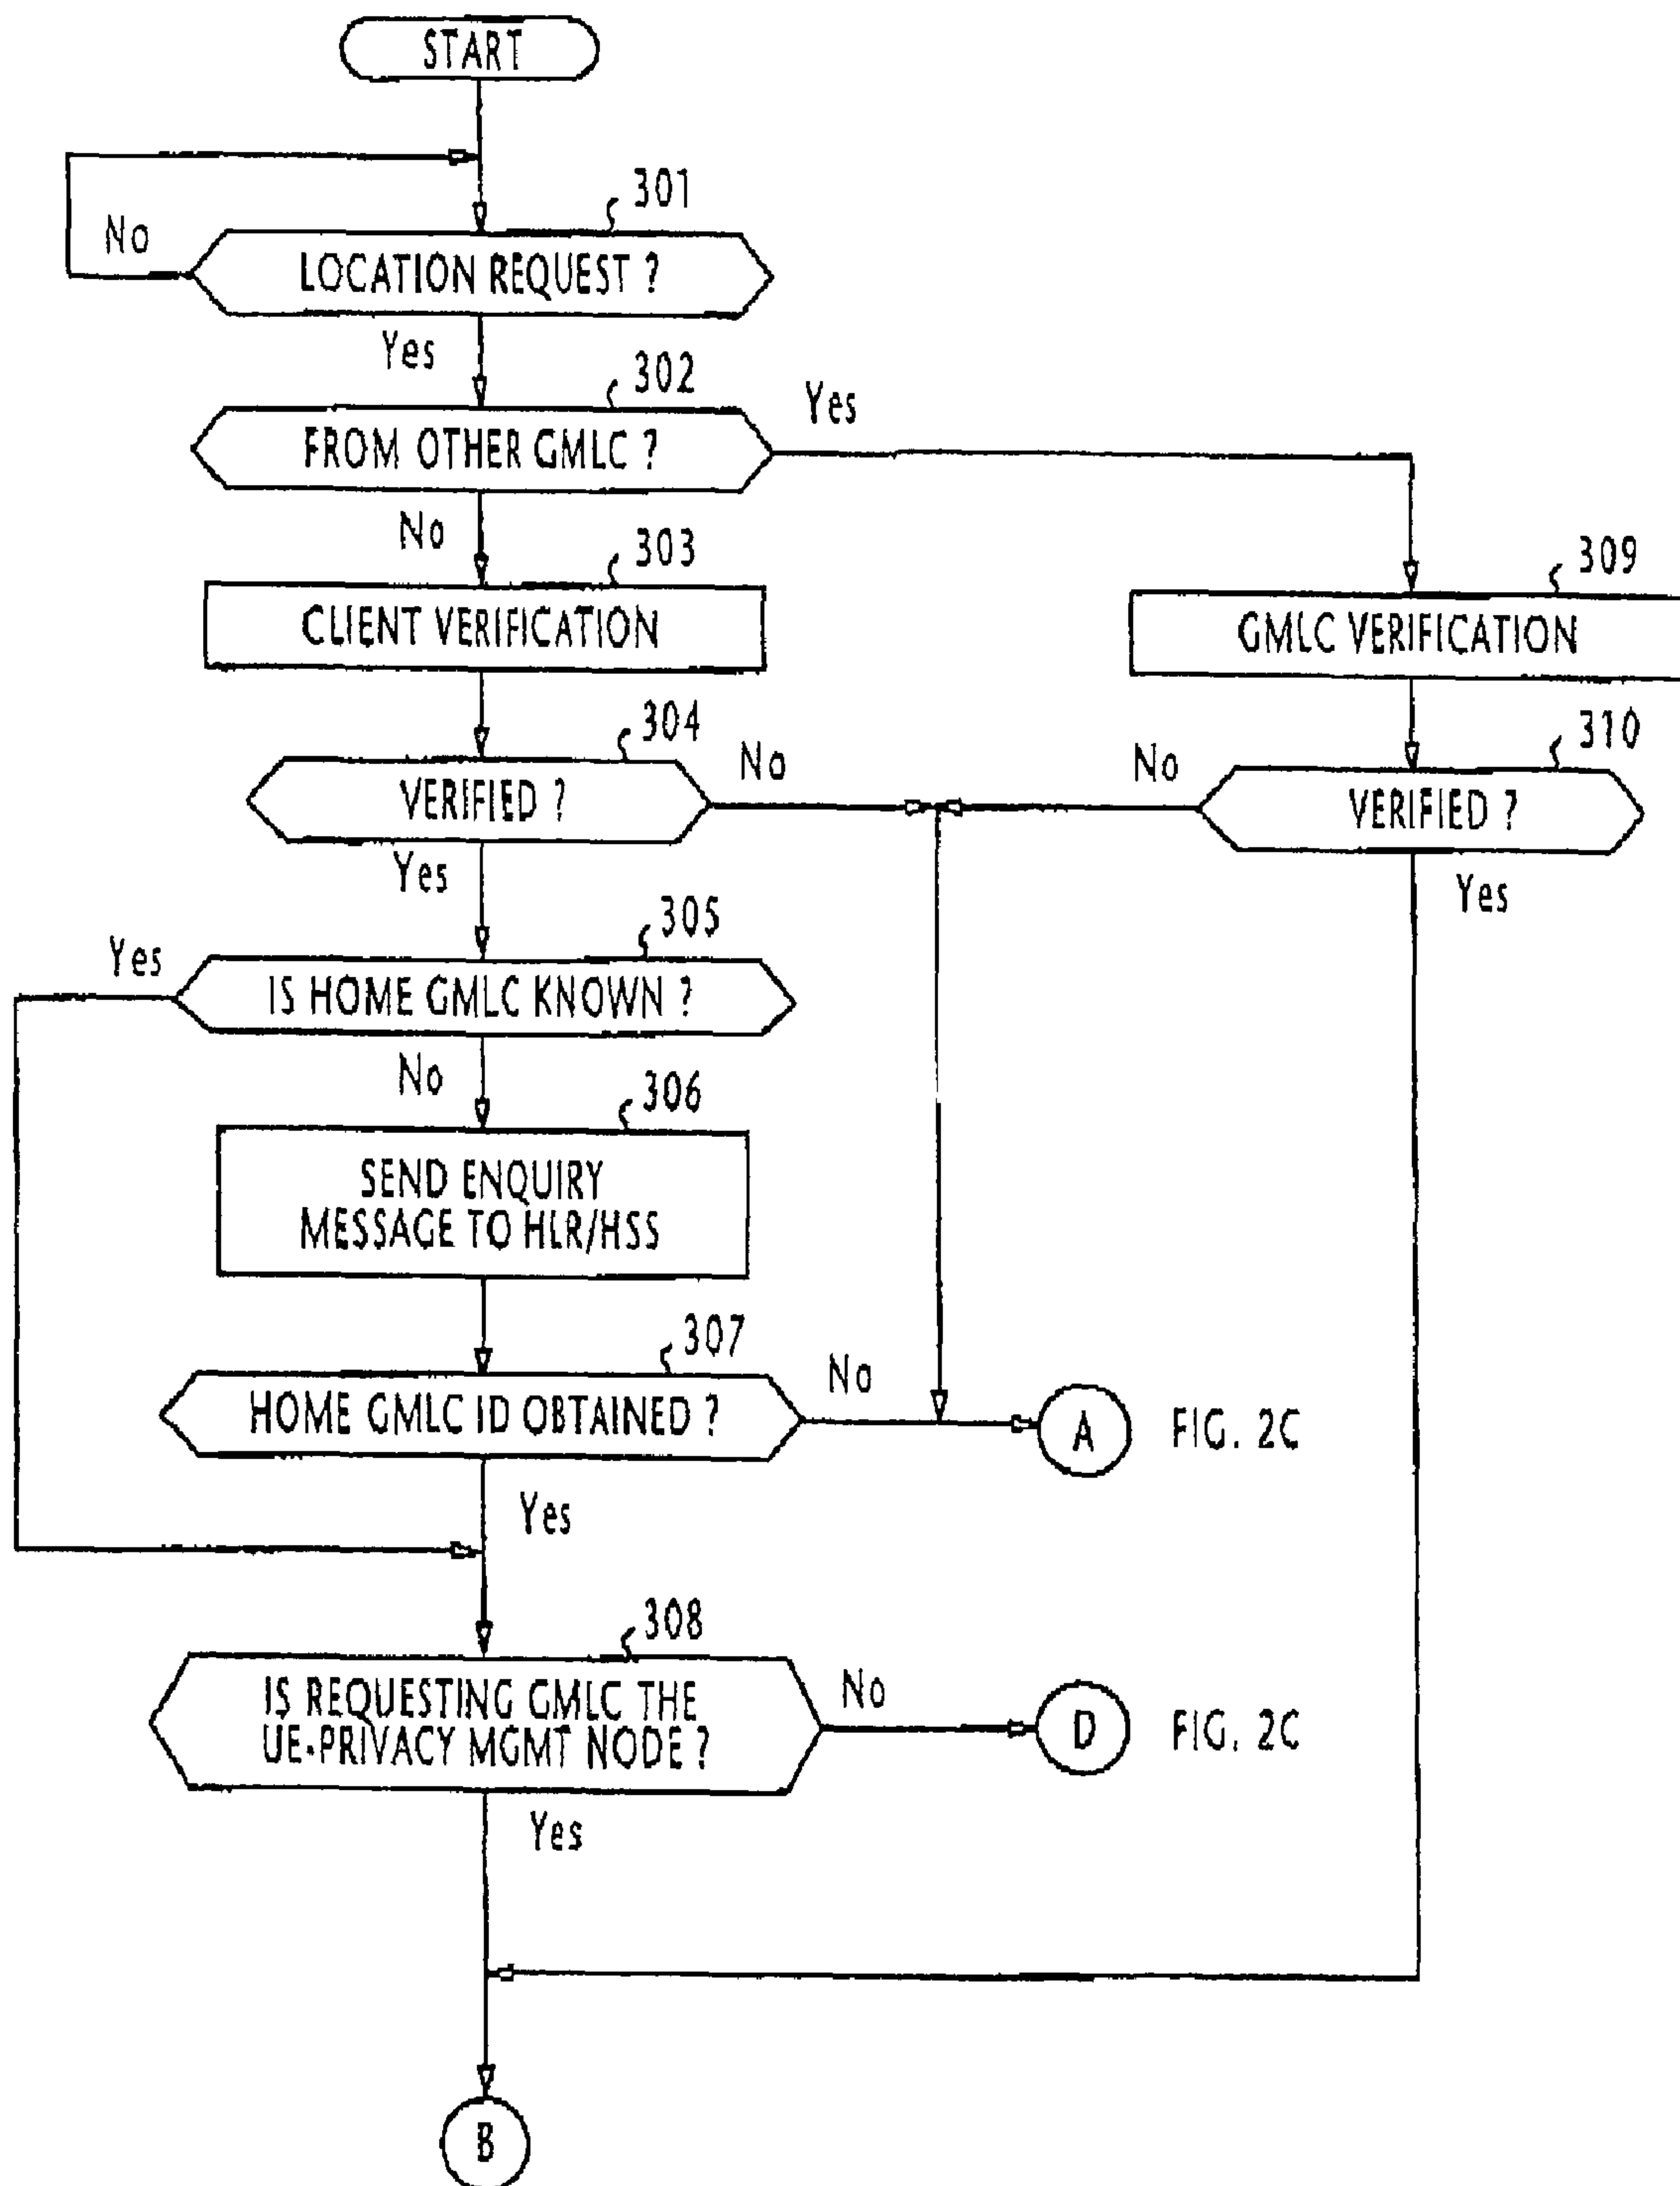 START
301
No
LOCATION REQUEST ?
Yes
302
Yes
FROM OTHER GMLC ?
No
303
309
CLIENT VERIFICATION
GMLC VERIFICATION
304
310
No
No
VERIFIED ?
VERIFIED ?
Yes
Yes
305
Yes
IS HOME GMLC KNOWN ?
No
306
SEND ENQUIRY
MESSAGE TO HLR/HSS
307
No
HOME GMLC ID OBTAINED ?
A
FIG. 2C
Yes
308
IS REQUESTING GMLC THE
UE-PRIVACY MGMT NODE ?
No
D
FIG. 2C
Yes
B